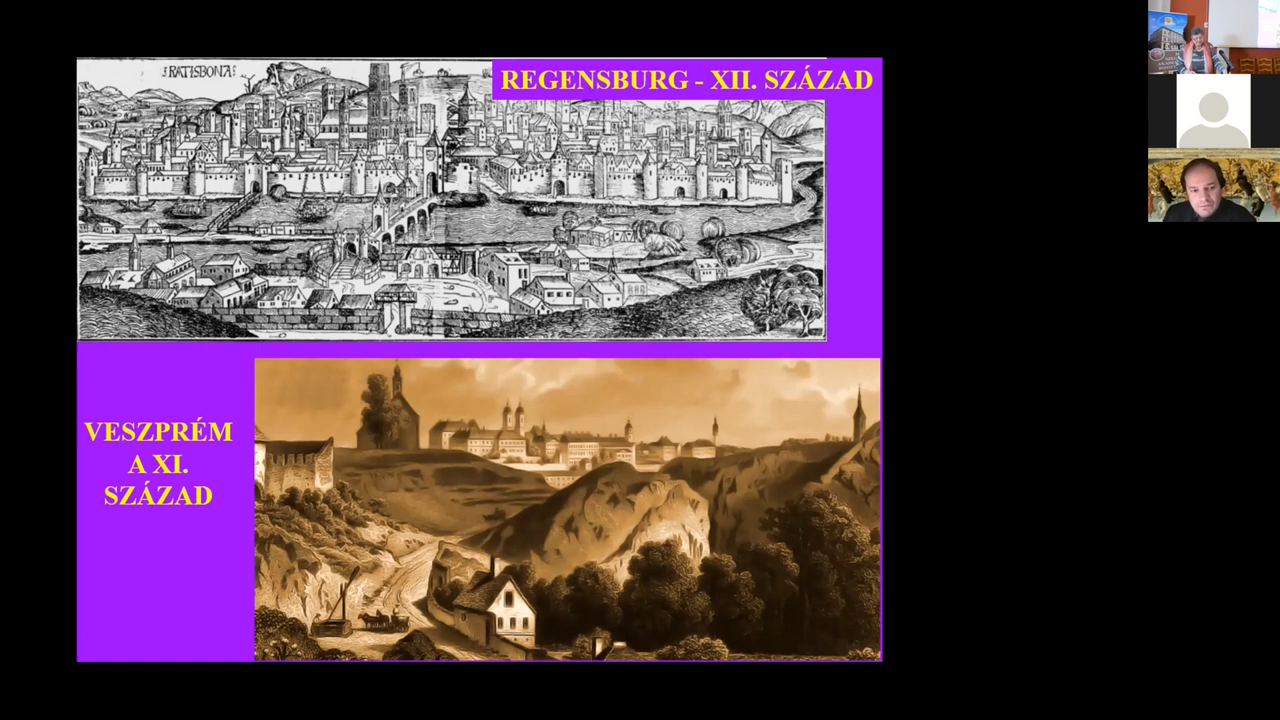 RATISBONA
REGENSBURG - XII. SZÁZAD
VESZPRÉM
A XI.
SZÁZAD